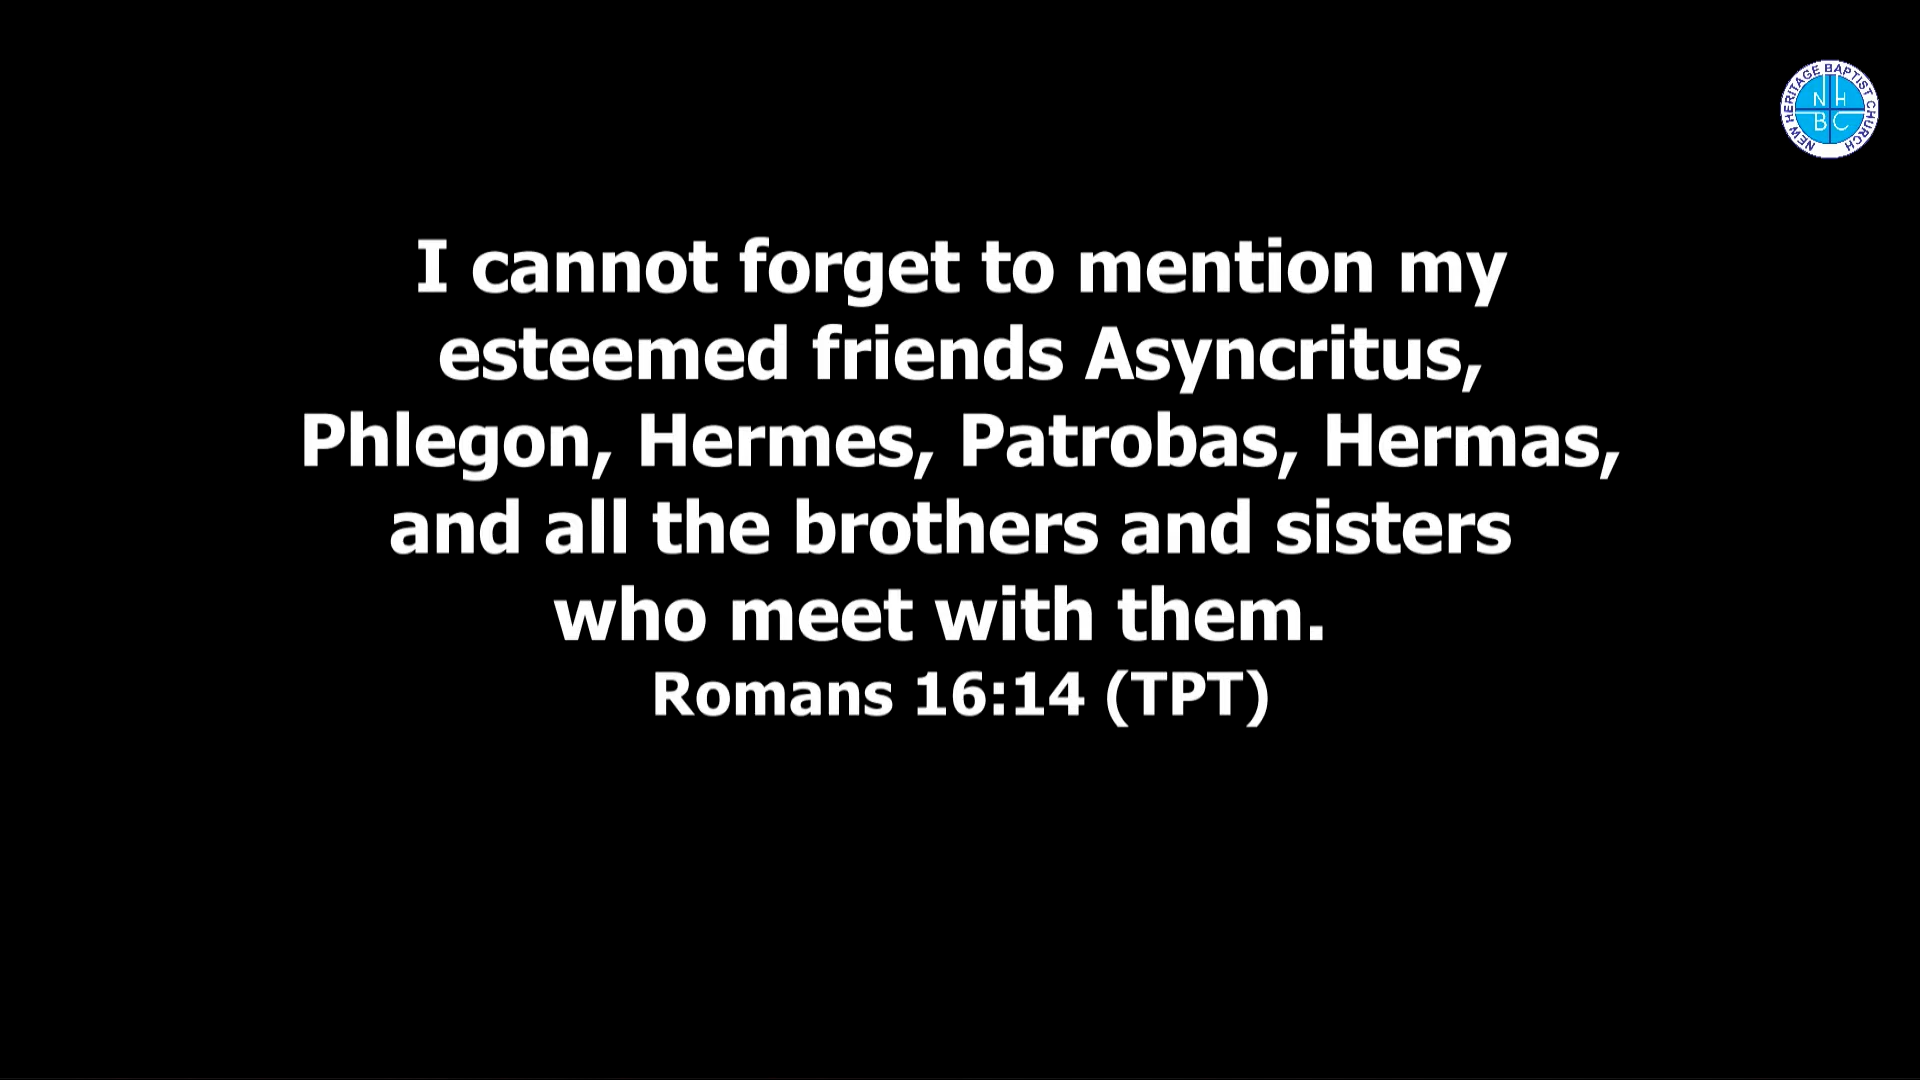 NEW HERITAGE BAPTIST CHURCH
N H
B C
I cannot forget to mention my
esteemed friends Asyncritus,
Phlegon, Hermes, Patrobas, Hermas,
and all the brothers and sisters
who meet with them.
Romans 16:14 (TPT)